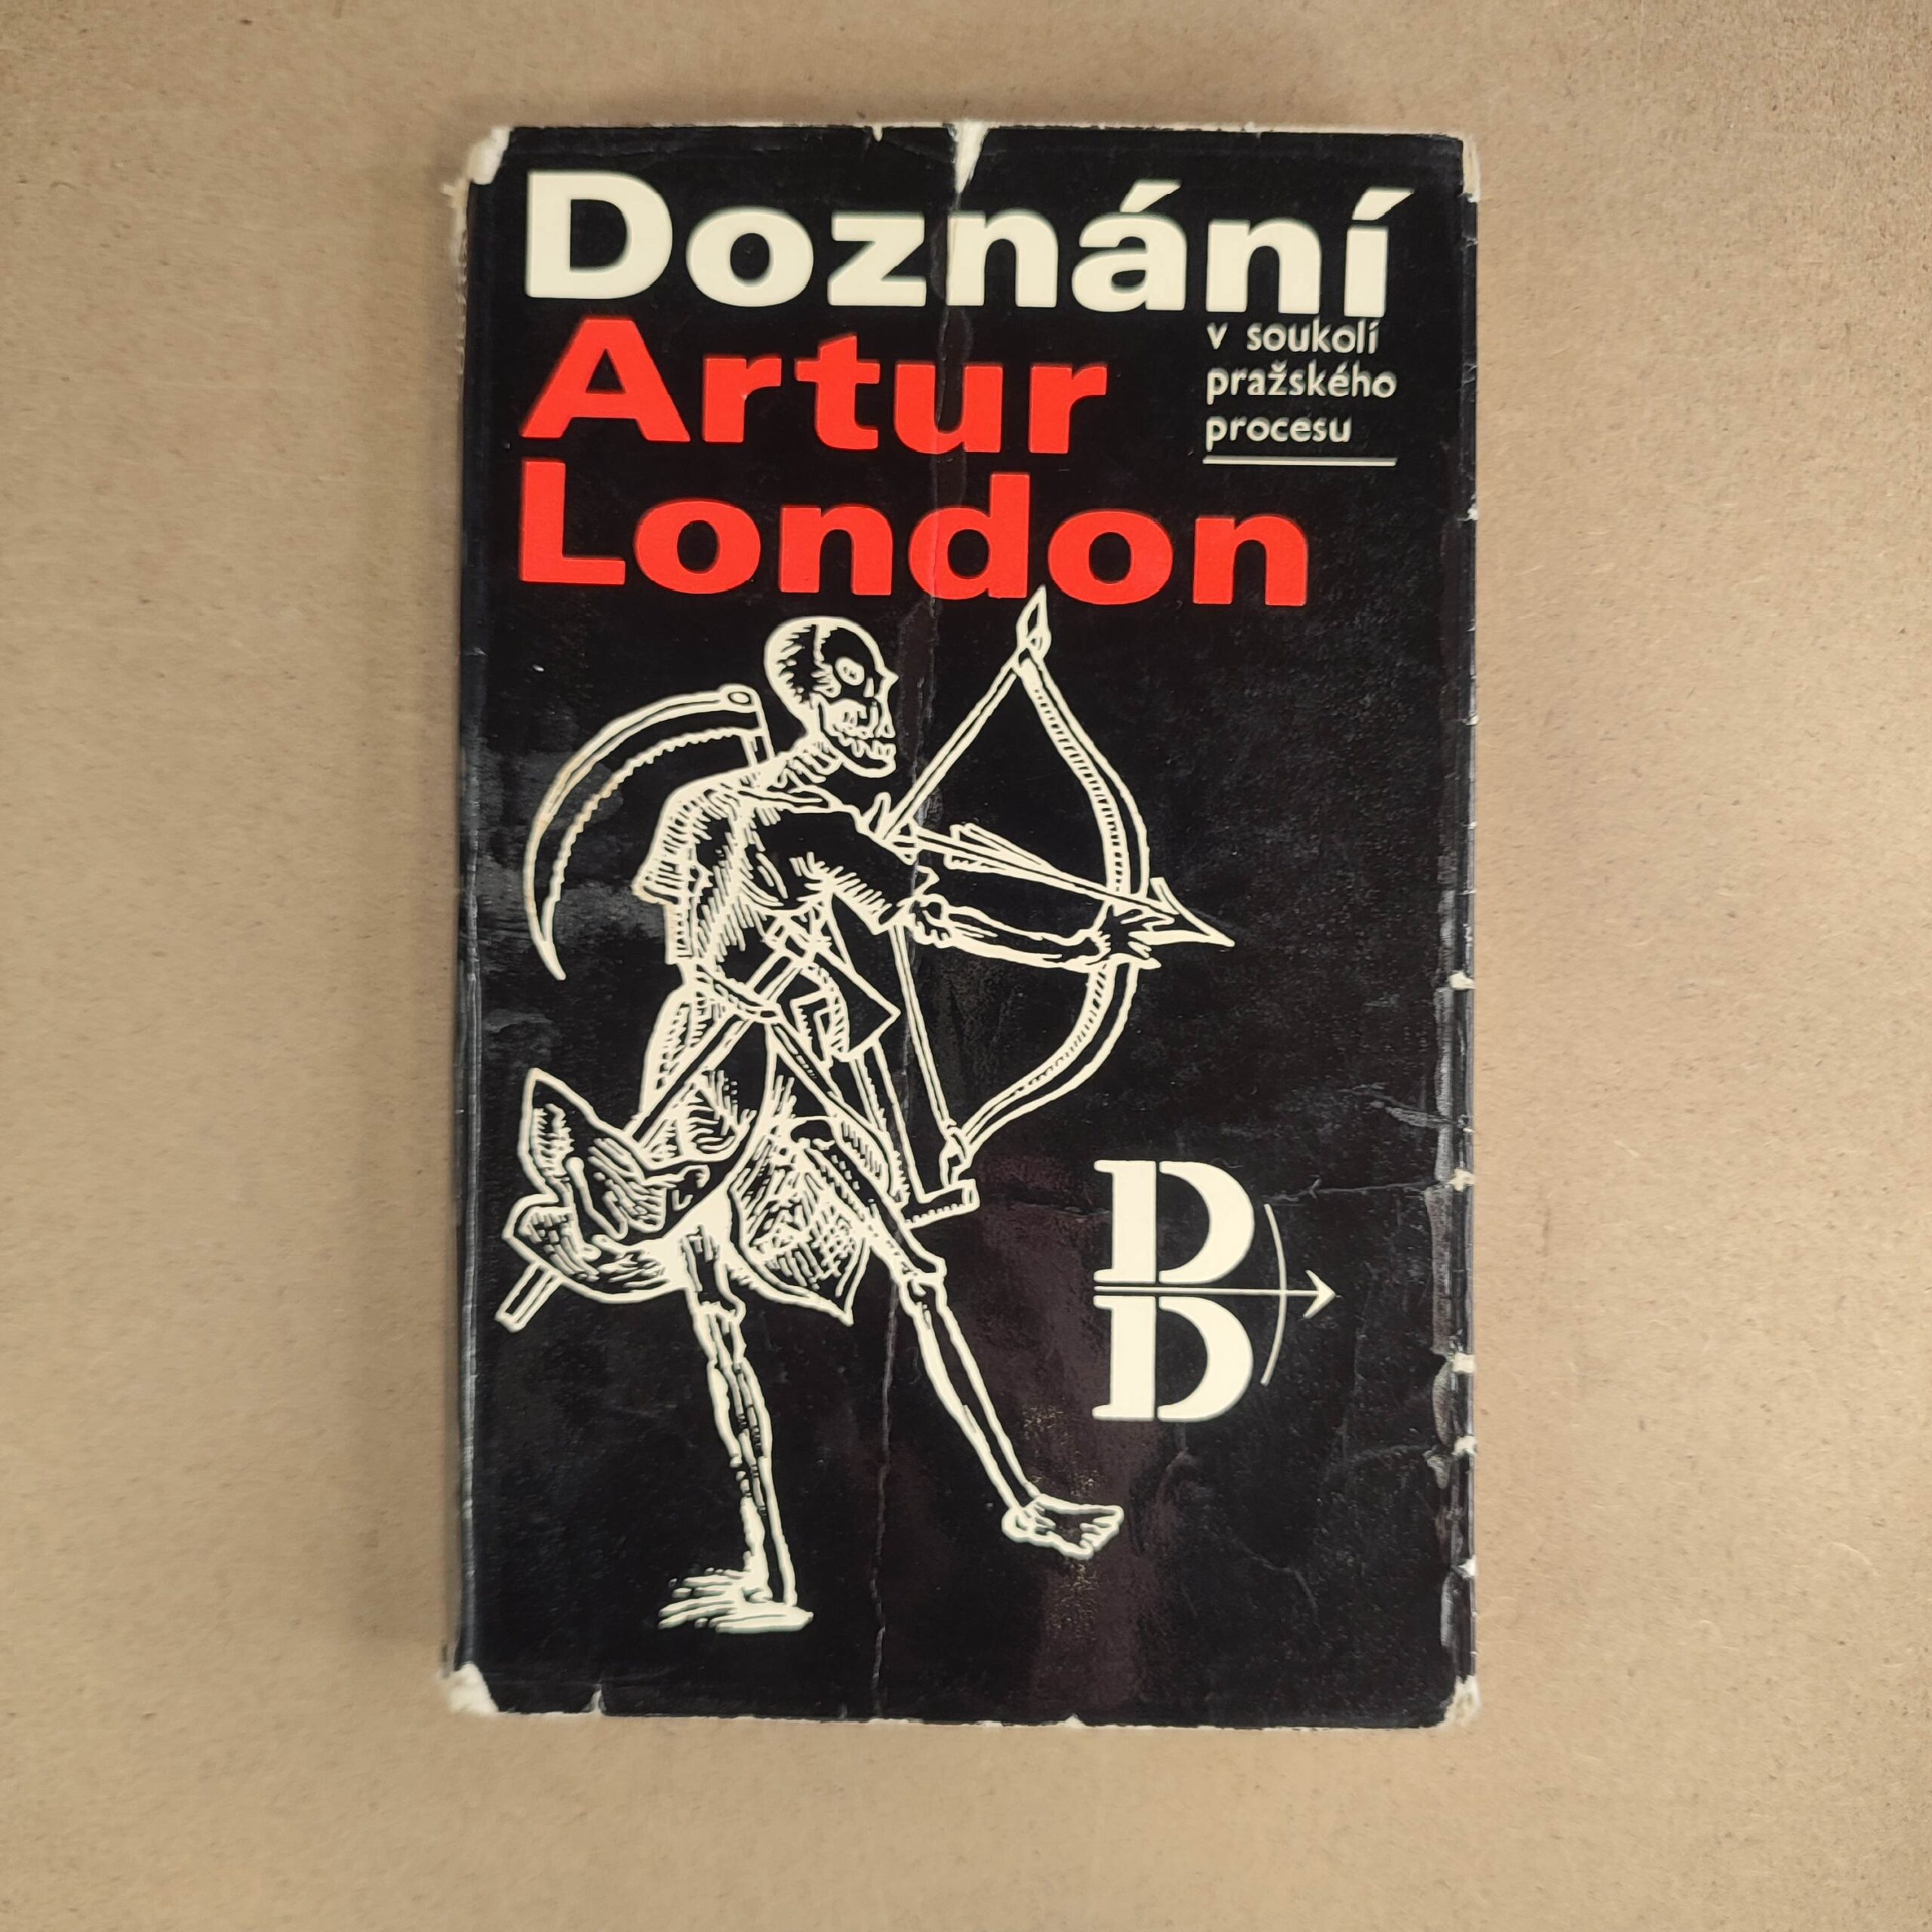 Doznání
v soukolí
pražského
procesu
Artur
London
D
D